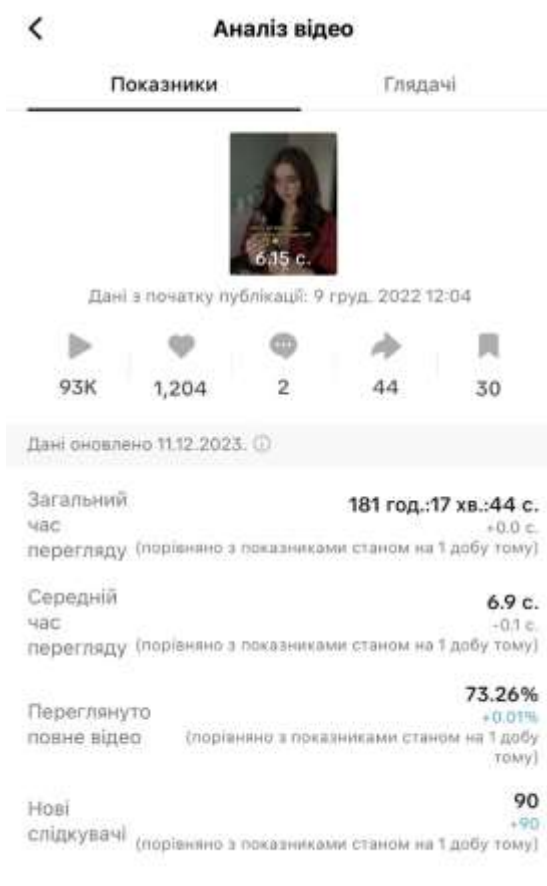 Аналіз відео
Показники
Глядачі
6.15 с.
Дані з початку публікації: 9 груд. 2022 12:04
93K
1,204
2
44
30
Дані оновлено 11.12.2023.
Загальний
час
перегляду
181 год.:17 хв.:44 с.
+0.0 с.
(порівняно з показниками станом на 1 добу тому)
Середній
час
перегляду
6.9 с.
-0.1 с.
(порівняно з показниками станом на 1 добу тому)
Переглянуто
повне відео
73.26%
+0.01%
(порівняно з показниками станом на 1 добу
тому)
Нові
слідкувачі
90
+90
(порівняно з показниками станом на 1 добу тому)